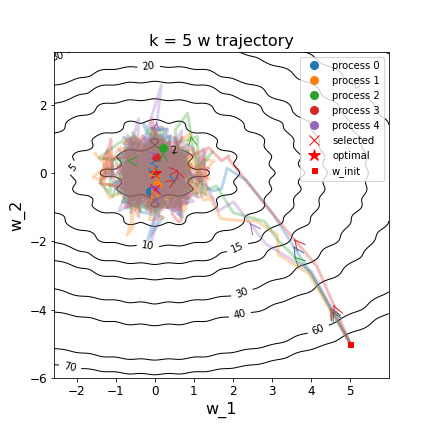 k = 5 w trajectory
process 0
process 1
process 2
process 3
process 4
selected
optimal
w_init
20
2
5
10
15
30
40
60
70
w_2
2
0
−2
−4
−6
−2 −1 0 1 2 3 4 5
w_1